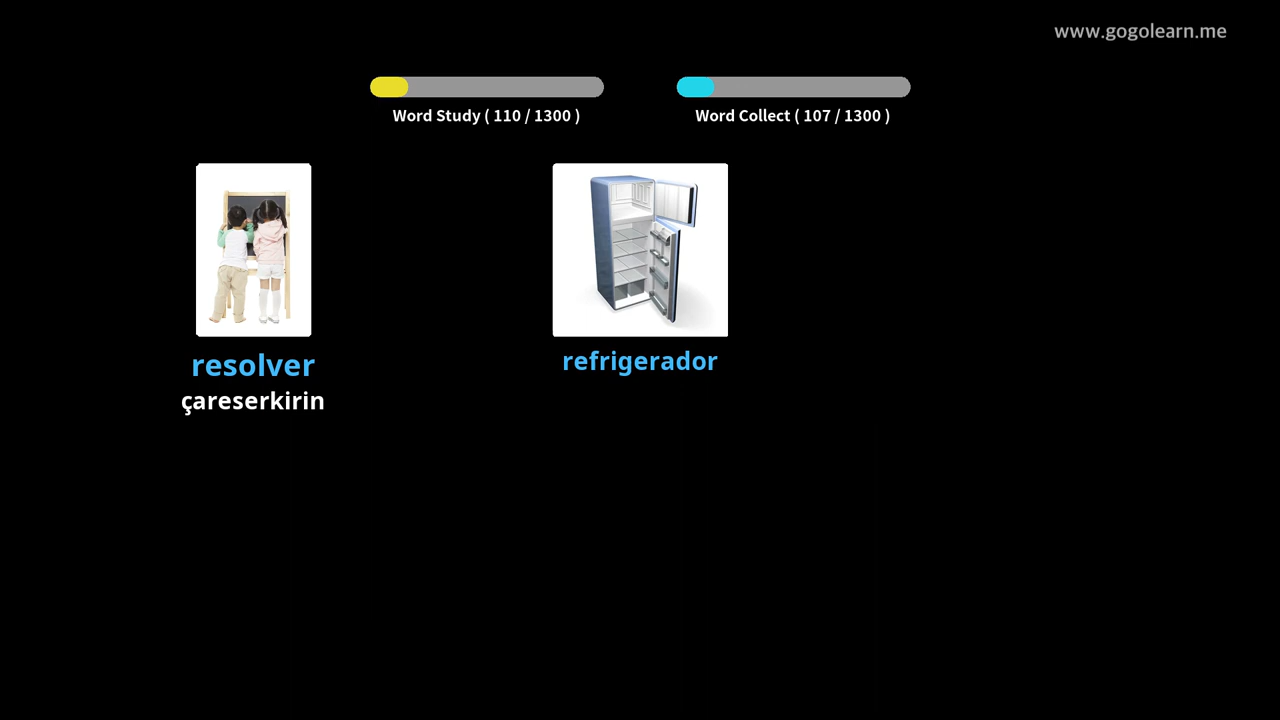 www.gogolearn.me
Word Study ( 110 / 1300 )
Word Collect ( 107 / 1300 )
resolver
çareserkirin
refrigerador